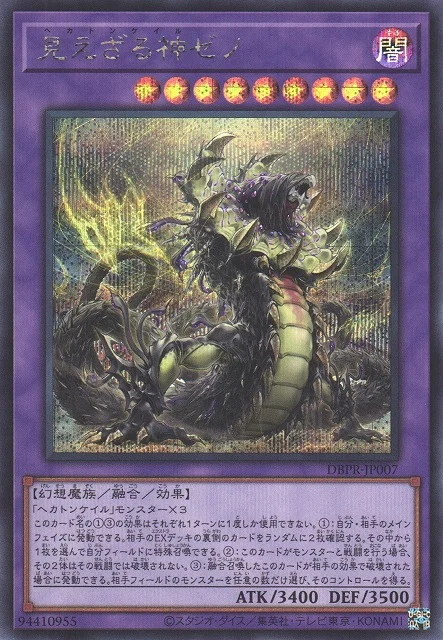 ヘカトンケイル
見えざる神ゼノ
闇
DBPR-JP007
【幻想魔族／融合／効果】
「ヘカトンケイル」モンスター×3
このカード名の①③の効果はそれぞれ1ターンに1度しか使用できない。①：自分・相手のメイン
フェイズに発動できる。相手のEXデッキの裏側のカードをランダムに2枚確認する。その中から
1枚を選んで自分フィールドに特殊召喚できる。②：このカードがモンスターと戦闘を行う場合、
その2体はその戦闘では破壊されない。③：融合召喚したこのカードが相手の効果で破壊された
場合に発動できる。相手フィールドのモンスターを任意の数だけ選び、そのコントロールを得る。
ATK/3400 DEF/3500
94410955
©スタジオ・ダイス／集英社・テレビ東京・KONAMI